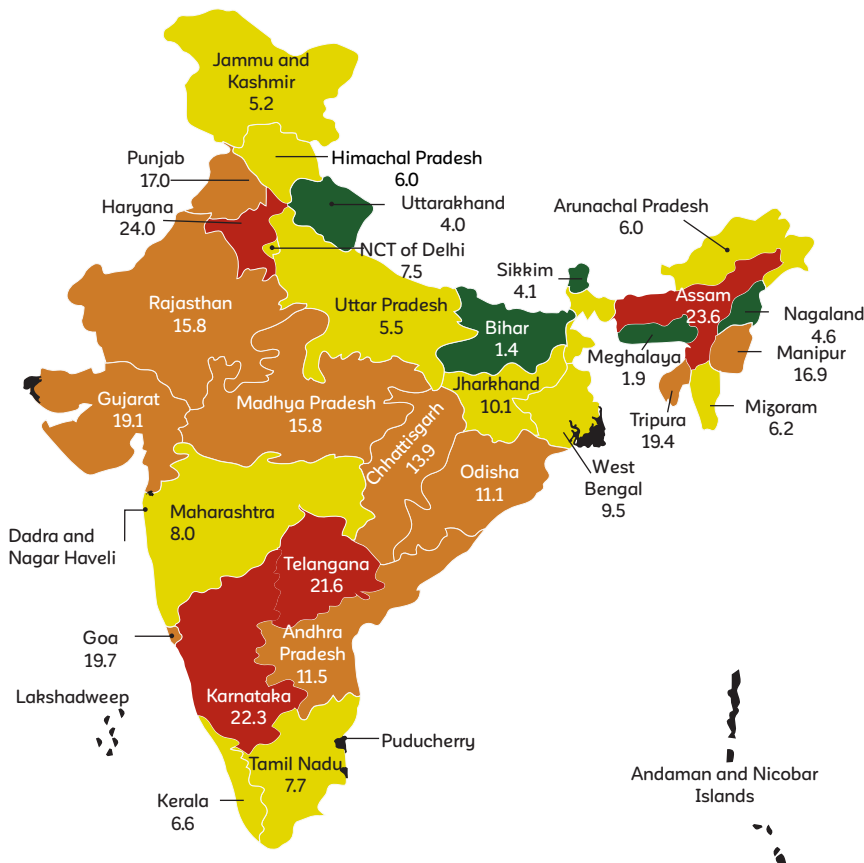 Jammu and
Kashmir
5.2
Punjab
17.0
Himachal Pradesh
6.0
Haryana
24.0
Uttarakhand
4.0
Arunachal Pradesh
6.0
NCT of Delhi
7.5
Sikkim
4.1
Assam
23.6
Rajasthan
15.8
Uttar Pradesh
5.5
Bihar
1.4
Nagaland
4.6
Meghalaya
1.9
Manipur
16.9
Gujarat
19.1
Madhya Pradesh
15.8
Jharkhand
10.1
Tripura
19.4
Mizoram
6.2
Chhattisgarh
13.9
Odisha
11.1
West
Bengal
9.5
Maharashtra
8.0
Dadra and
Nagar Haveli
Telangana
21.6
Goa
19.7
Andhra
Pradesh
11.5
Lakshadweep
Karnataka
22.3
Puducherry
Tamil Nadu
7.7
Andaman and Nicobar
Islands
Kerala
6.6